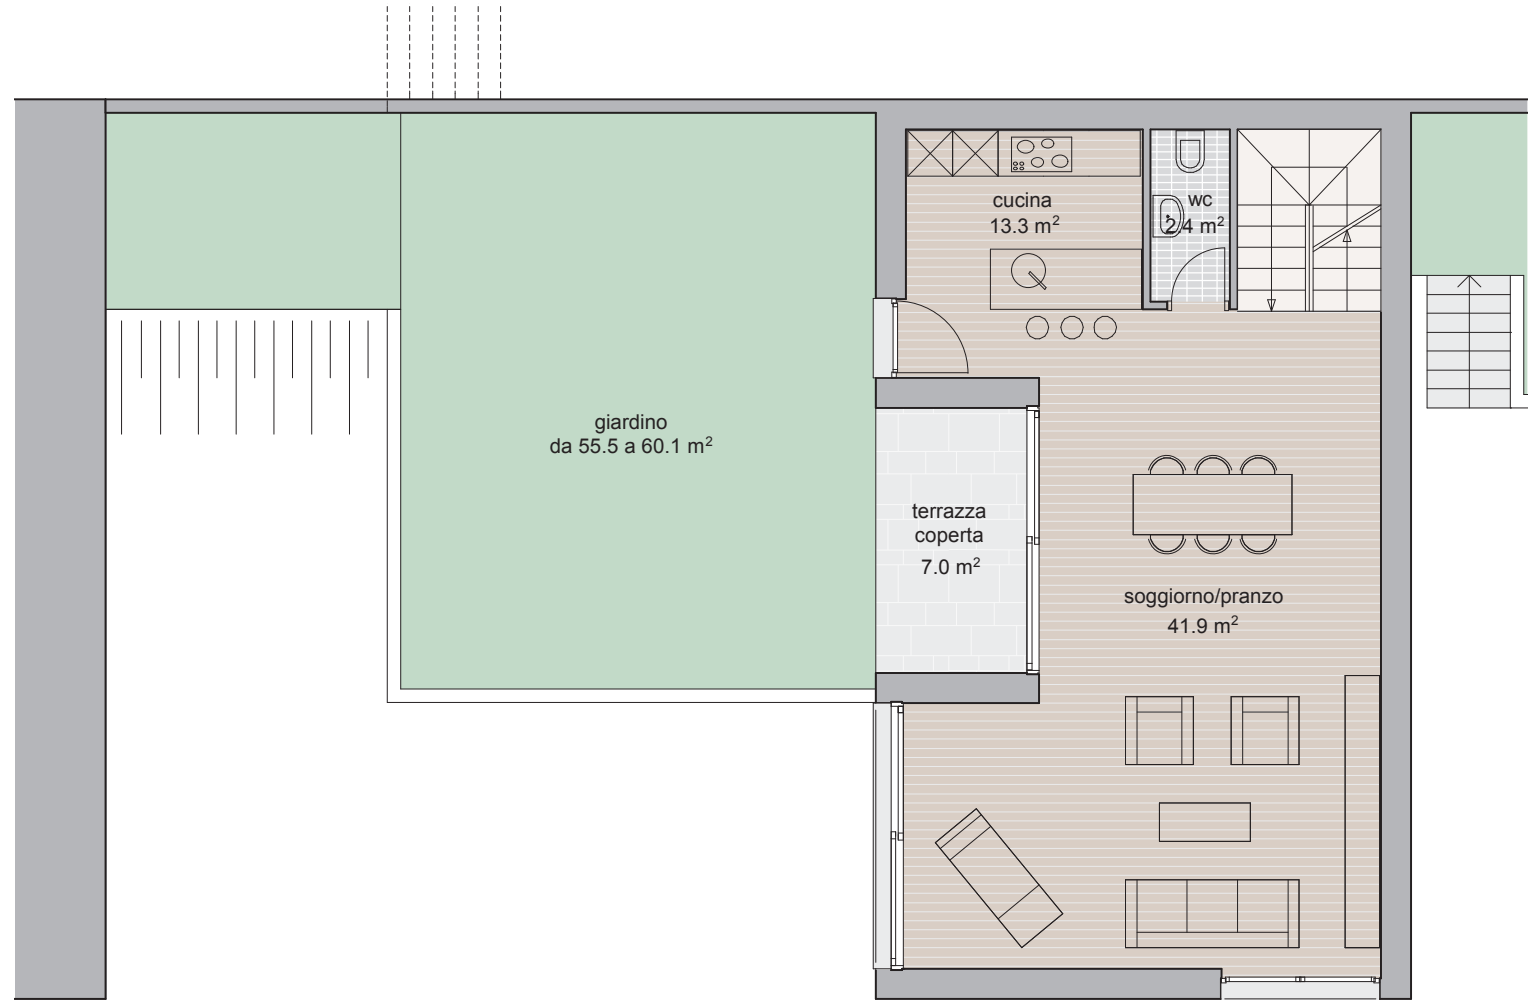 cucina
13.3 m²
wc
2.4 m²
giardino
da 55.5 a 60.1 m²
terrazza
coperta
7.0 m²
soggiorno/pranzo
41.9 m²